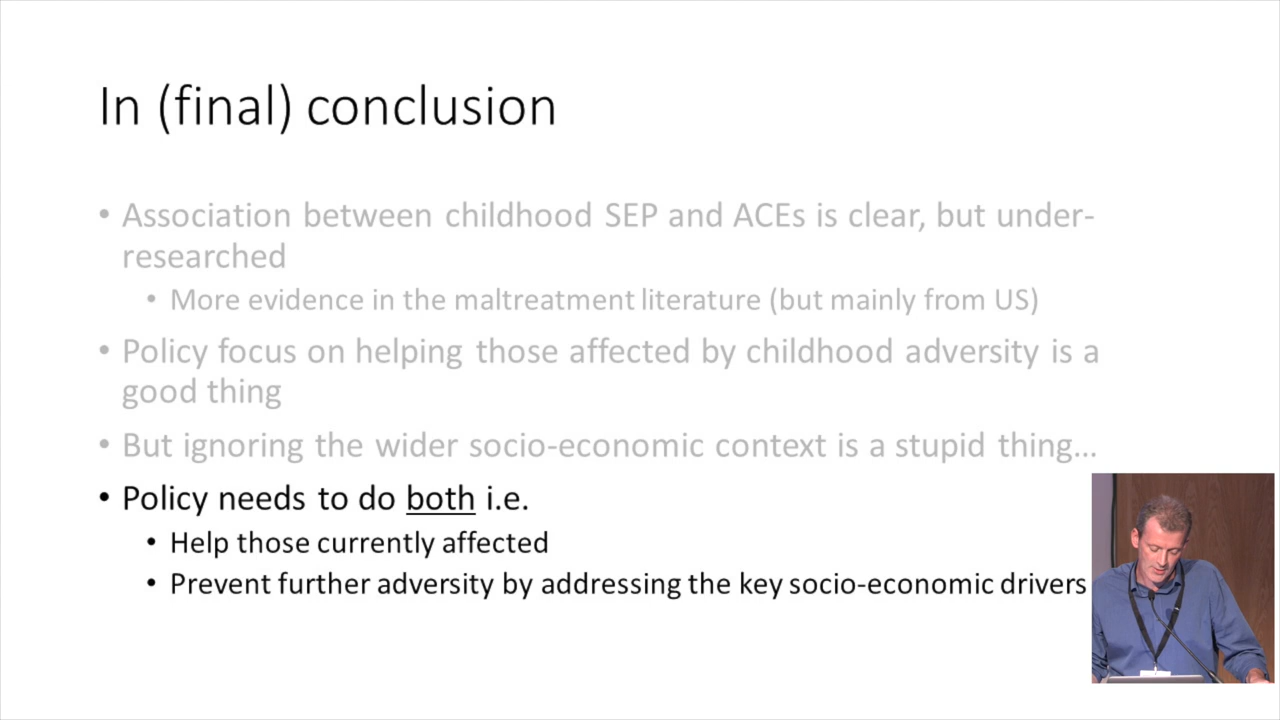 In (final) conclusion
• Association between childhood SEP and ACEs is clear, but under-
researched
• More evidence in the maltreatment literature (but mainly from US)
• Policy focus on helping those affected by childhood adversity is a
good thing
• But ignoring the wider socio-economic context is a stupid thing…
• Policy needs to do both i.e.
• Help those currently affected
• Prevent further adversity by addressing the key socio-economic drivers